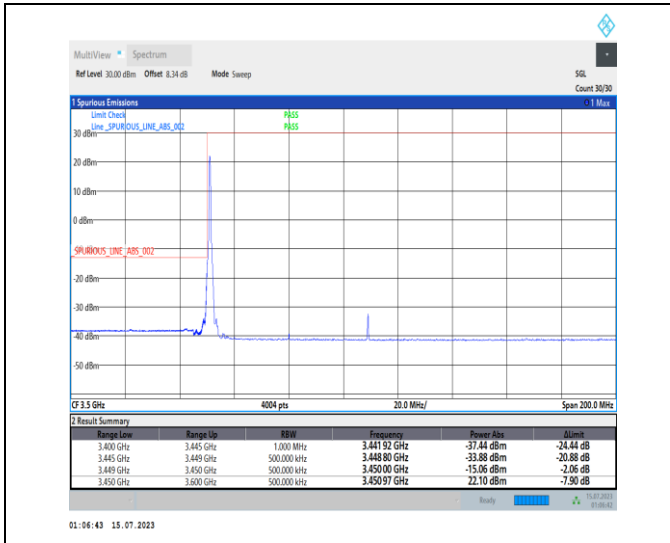 MultiView Spectrum
Ref Level 30.00 dBm Offset 8.34 dB Mode Sweep SGL
Count 30/30
1 Spurious Emissions 1 Max
Limit Check PASS
Line _SPURIOUS_LINE_ABS_002 PASS
30 dBm
20 dBm
10 dBm
0 dBm
_SPURIOUS_LINE_ABS_002
-20 dBm
-30 dBm
-40 dBm
-50 dBm
CF 3.5 GHz 4004 pts 20.0 MHz/ Span 200.0 MHz
2 Result Summary
Range Low Range Up RBW Frequency Power Abs ΔLimit
3.400 GHz 3.445 GHz 1.000 MHz 3.441 92 GHz -37.44 dBm -24.44 dB
3.445 GHz 3.449 GHz 500.000 kHz 3.448 80 GHz -33.88 dBm -20.88 dB
3.449 GHz 3.450 GHz 500.000 kHz 3.450 00 GHz -15.06 dBm -2.06 dB
3.450 GHz 3.600 GHz 500.000 kHz 3.450 97 GHz 22.10 dBm -7.90 dB
Ready 15.07.2023
01:06:42
01:06:43 15.07.2023